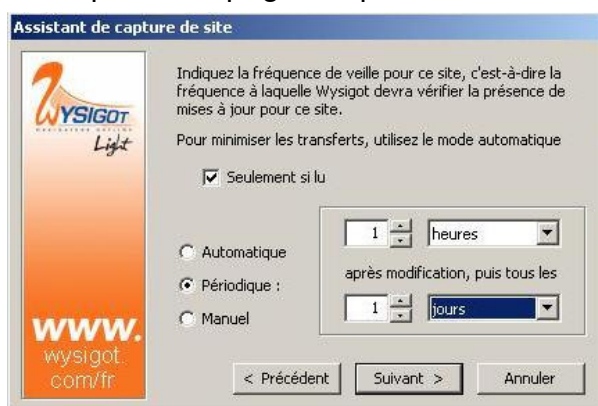 Assistant de capture de site
WYSIGOT
Light
www.
wysigot.
com/fr
Indiquez la fréquence de veille pour ce site, c'est-à-dire la
fréquence à laquelle Wysigot devra vérifier la présence de
mises à jour pour ce site.
Pour minimiser les transferts, utilisez le mode automatique
Seulement si lu
Automatique
Périodique :
Manuel
1 heures
après modification, puis tous les
1 jours
< Précédent Suivant > Annuler